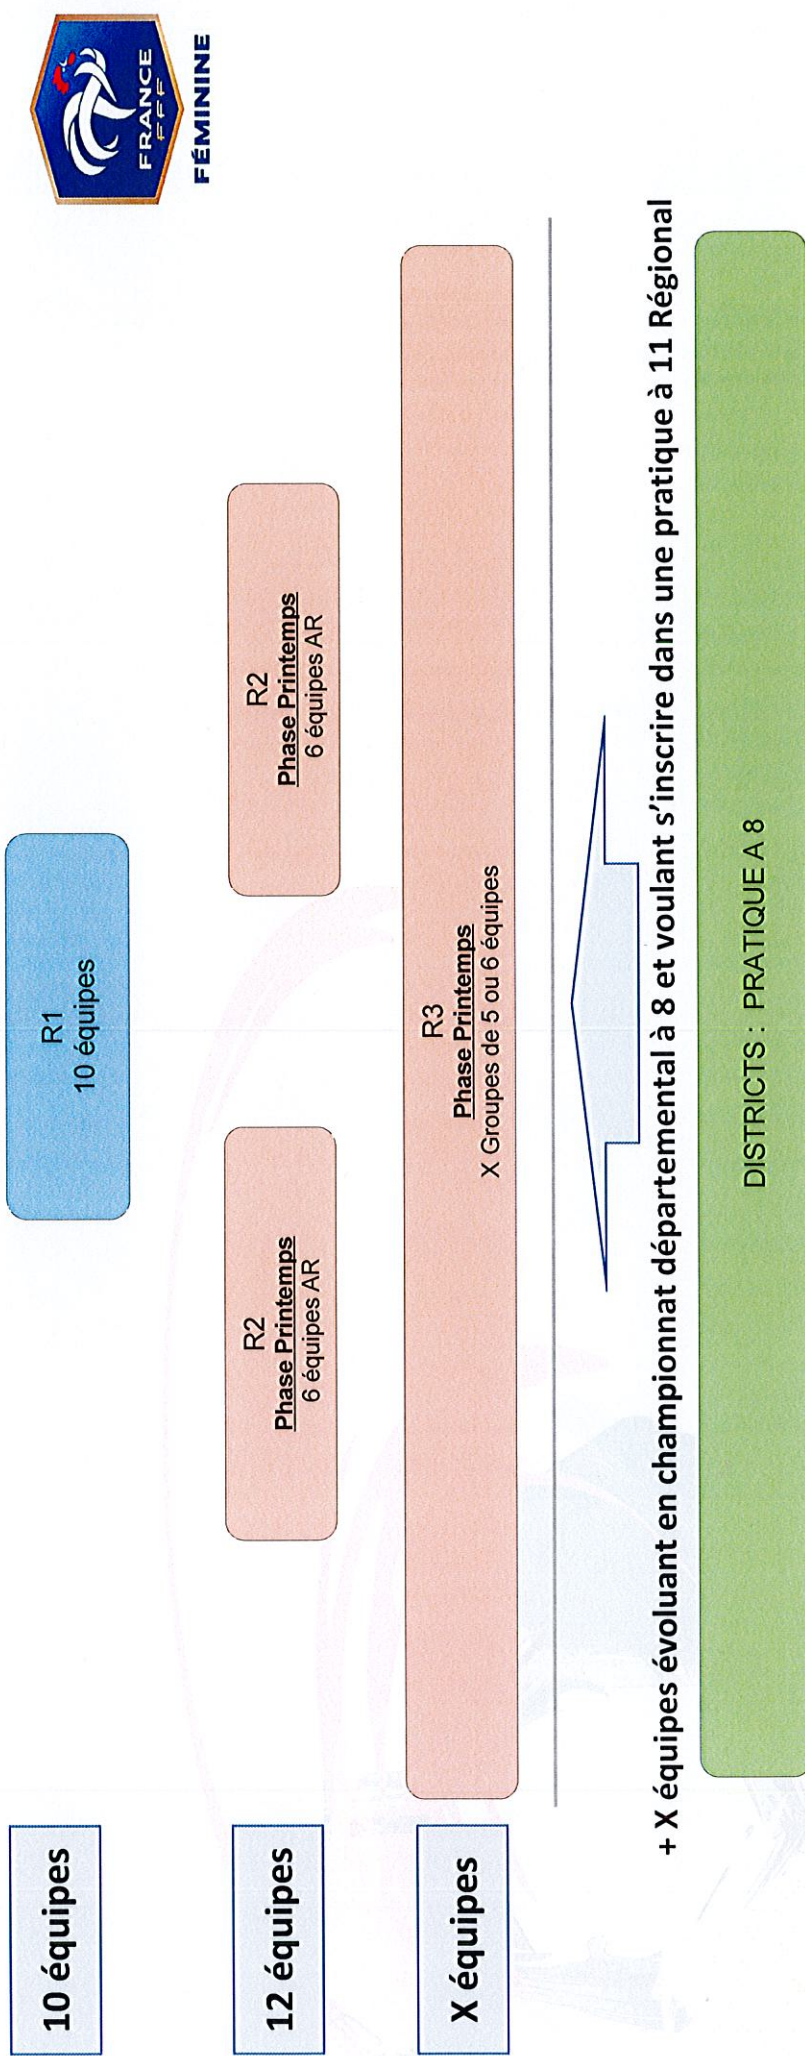 FRANCE
FFF
FÉMININE
10 équipes
R1
10 équipes
12 équipes
R2
Phase Printemps
6 équipes AR
R2
Phase Printemps
6 équipes AR
X équipes
R3
Phase Printemps
X Groupes de 5 ou 6 équipes
+ X équipes évoluant en championnat départemental à 8 et voulant s'inscrire dans une pratique à 11 Régional
DISTRICTS : PRATIQUE A 8